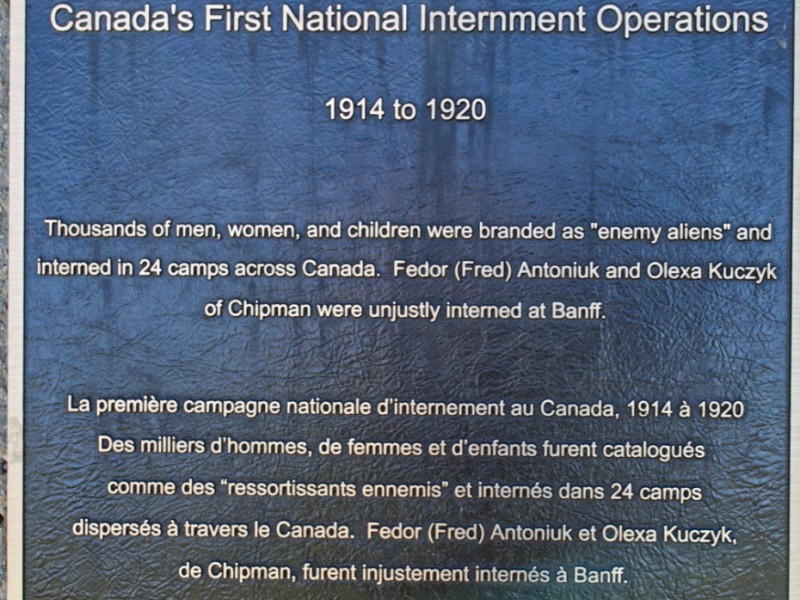 Canada's First National Internment Operations
1914 to 1920
Thousands of men, women, and children were branded as "enemy aliens" and
interned in 24 camps across Canada. Fedor (Fred) Antoniuk and Olexa Kuczyk
of Chipman were unjustly interned at Banff.
La première campagne nationale d'internement au Canada, 1914 à 1920
Des milliers d'hommes, de femmes et d'enfants furent catalogués
comme des “ressortissants ennemis” et internés dans 24 camps
dispersés à travers le Canada. Fedor (Fred) Antoniuk et Olexa Kuczyk,
de Chipman, furent injustement internés à Banff.